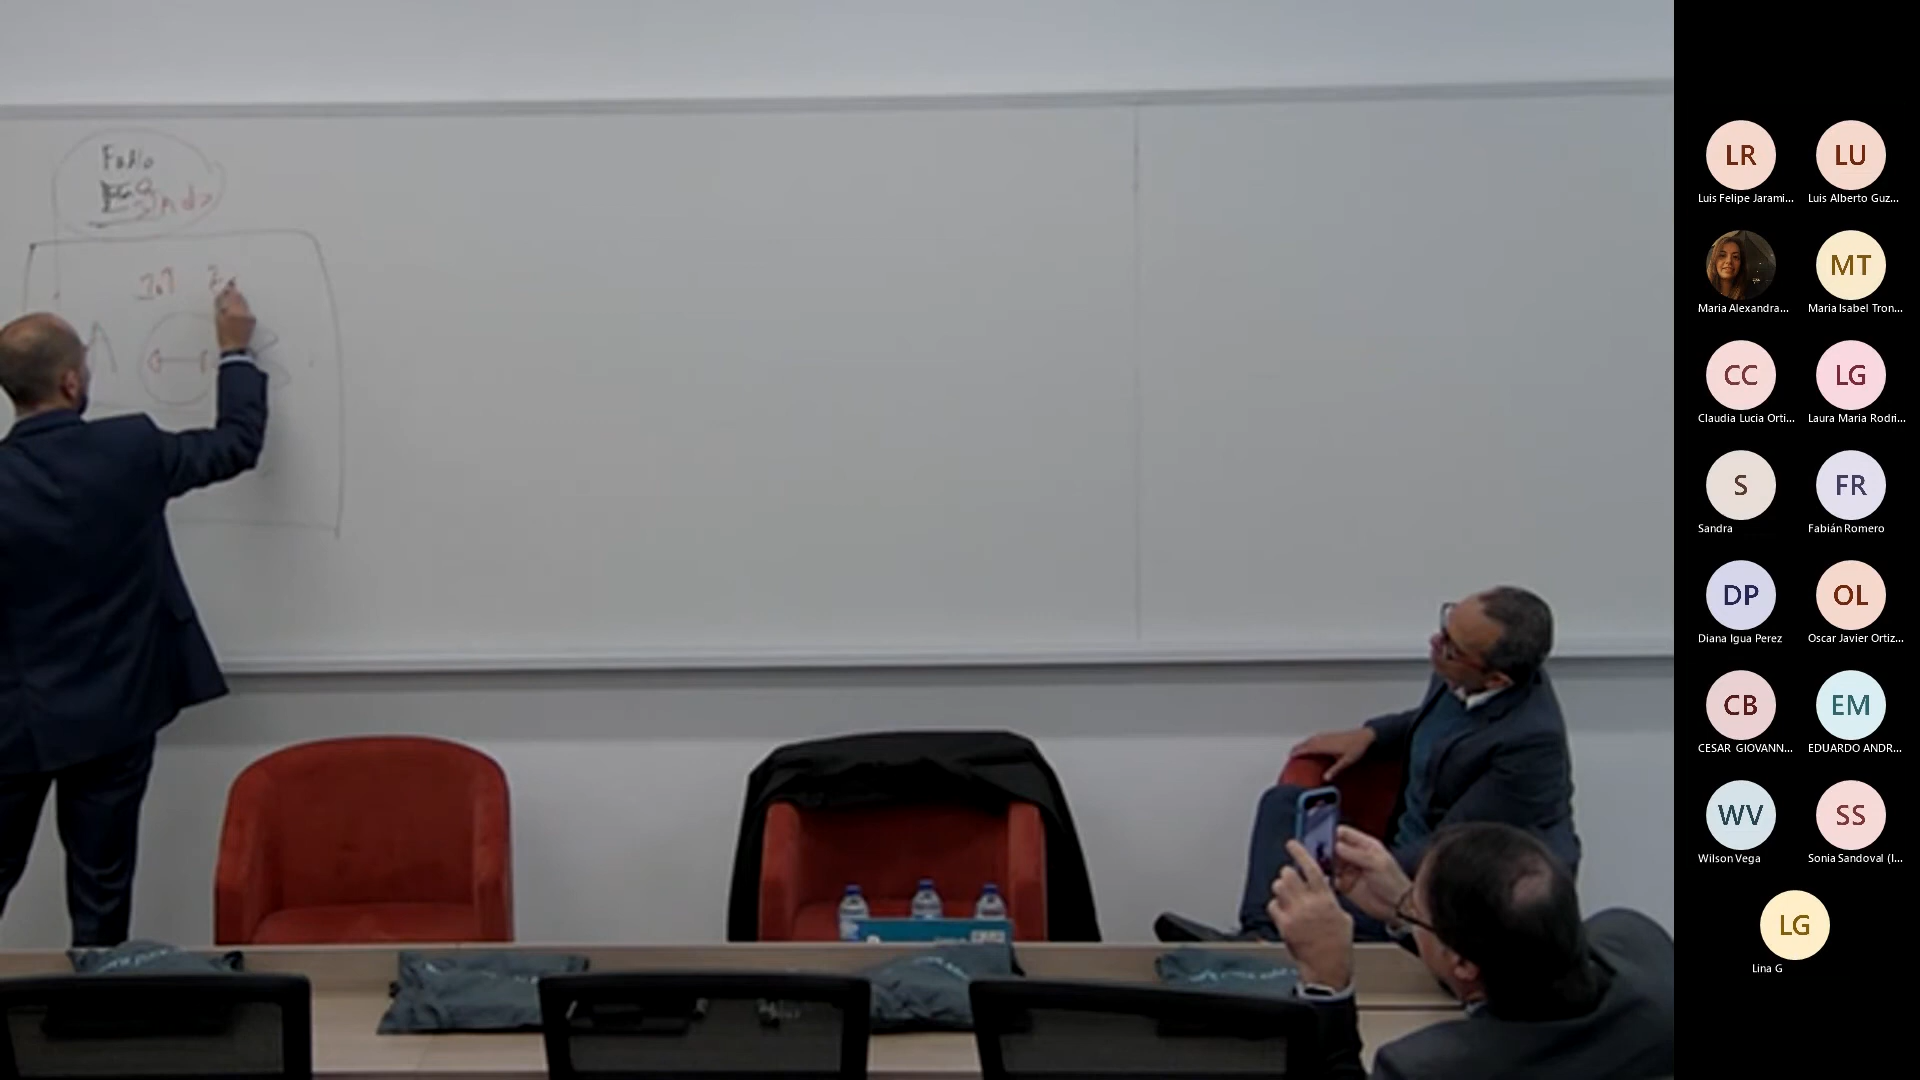 Fallo
LR LU
Luis Felipe Jarami... Luis Alberto Guz...
MT
Maria Alexandra... Maria Isabel Tron...
CC LG
Claudia Lucia Orti... Laura Maria Rodri...
S FR
Sandra Fabián Romero
DP OL
Diana Igua Perez Oscar Javier Ortiz...
CB EM
CESAR GIOVANN... EDUARDO ANDR...
WV SS
Wilson Vega Sonia Sandoval (I...
LG
Lina G